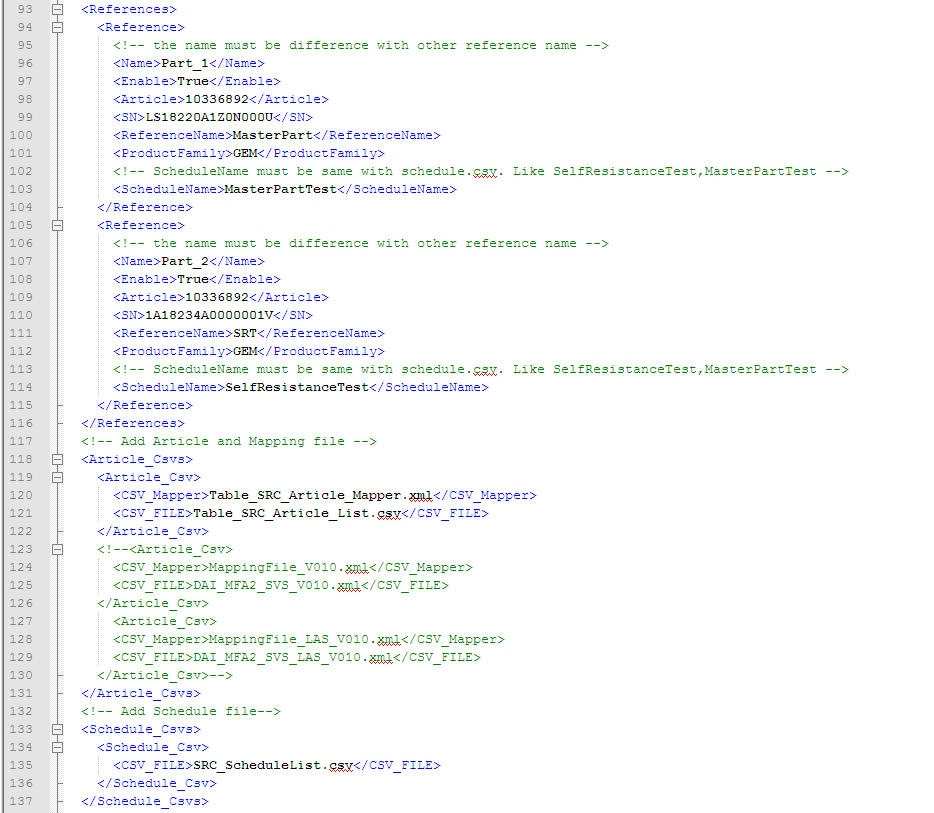 93 <References>
94 <Reference>
95 <!-- the name must be difference with other reference name -->
96 <Name>Part_1</Name>
97 <Enable>True</Enable>
98 <Article>10336892</Article>
99 <SN>LS18220A1Z0N000U</SN>
100 <ReferenceName>MasterPart</ReferenceName>
101 <ProductFamily>GEM</ProductFamily>
102 <!-- ScheduleName must be same with schedule.csv. Like SelfResistanceTest,MasterPartTest -->
103 <ScheduleName>MasterPartTest</ScheduleName>
104 </Reference>
105 <Reference>
106 <!-- the name must be difference with other reference name -->
107 <Name>Part_2</Name>
108 <Enable>True</Enable>
109 <Article>10336892</Article>
110 <SN>1A18234A0000001V</SN>
111 <ReferenceName>SRT</ReferenceName>
112 <ProductFamily>GEM</ProductFamily>
113 <!-- ScheduleName must be same with schedule.csv. Like SelfResistanceTest,MasterPartTest -->
114 <ScheduleName>SelfResistanceTest</ScheduleName>
115 </Reference>
116 </References>
117 <!-- Add Article and Mapping file -->
118 <Article_Csvs>
119 <Article_Csv>
120 <CSV_Mapper>Table_SRC_Article_Mapper.xml</CSV_Mapper>
121 <CSV_FILE>Table_SRC_Article_List.csv</CSV_FILE>
122 </Article_Csv>
123 <!--<Article_Csv>
124 <CSV_Mapper>MappingFile_V010.xml</CSV_Mapper>
125 <CSV_FILE>DAI_MFA2_SVS_V010.xml</CSV_FILE>
126 </Article_Csv>
127 <Article_Csv>
128 <CSV_Mapper>MappingFile_LAS_V010.xml</CSV_Mapper>
129 <CSV_FILE>DAI_MFA2_SVS_LAS_V010.xml</CSV_FILE>
130 </Article_Csv>-->
131 </Article_Csvs>
132 <!-- Add Schedule file-->
133 <Schedule_Csvs>
134 <Schedule_Csv>
135 <CSV_FILE>SRC_ScheduleList.csv</CSV_FILE>
136 </Schedule_Csv>
137 </Schedule_Csvs>